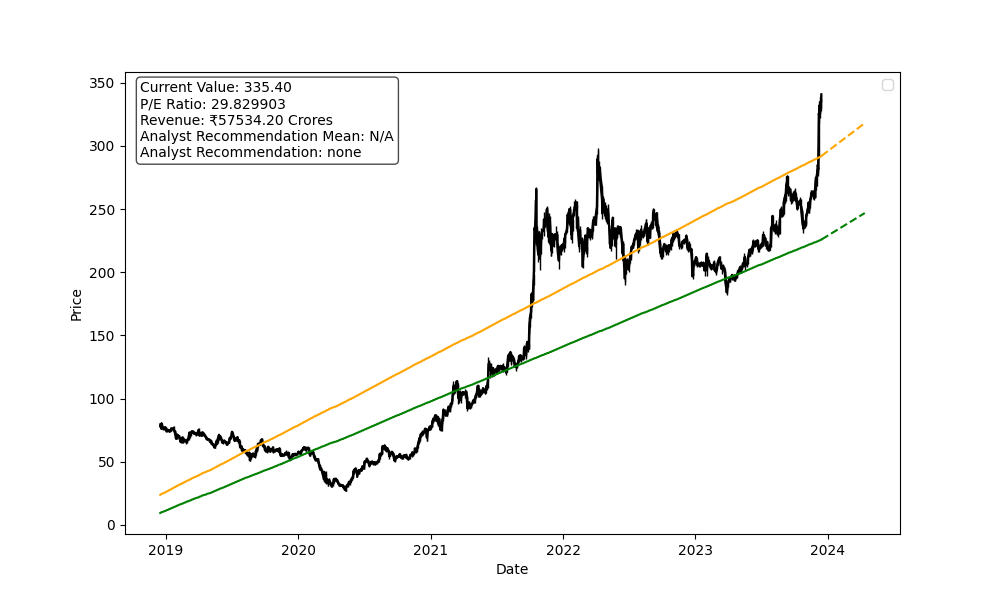 Current Value: 335.40
P/E Ratio: 29.829903
Revenue: ₹57534.20 Crores
Analyst Recommendation Mean: N/A
Analyst Recommendation: none
350
300
250
200
150
100
50
0
Price
2019 2020 2021 2022 2023 2024
Date